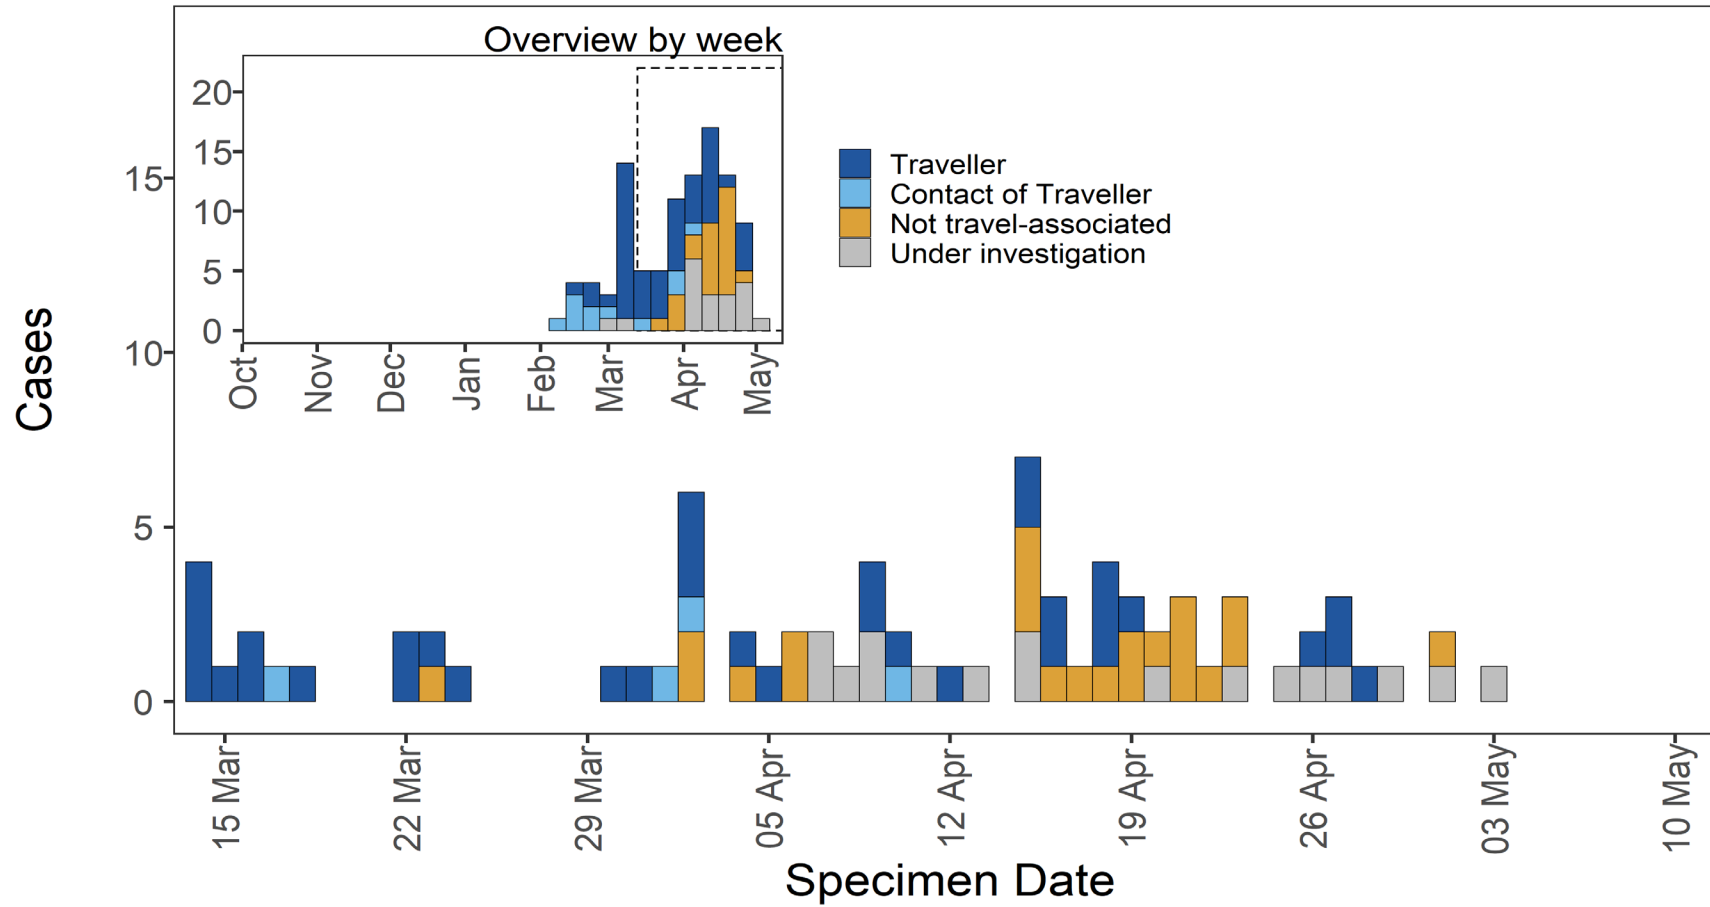 Overview by week
20
15
10
5
0
Oct
Nov
Dec
Jan
Feb
Mar
Apr
May
Traveller
Contact of Traveller
Not travel-associated
Under investigation
Cases
15
10
5
0
15 Mar
22 Mar
29 Mar
05 Apr
12 Apr
19 Apr
26 Apr
03 May
10 May
Specimen Date